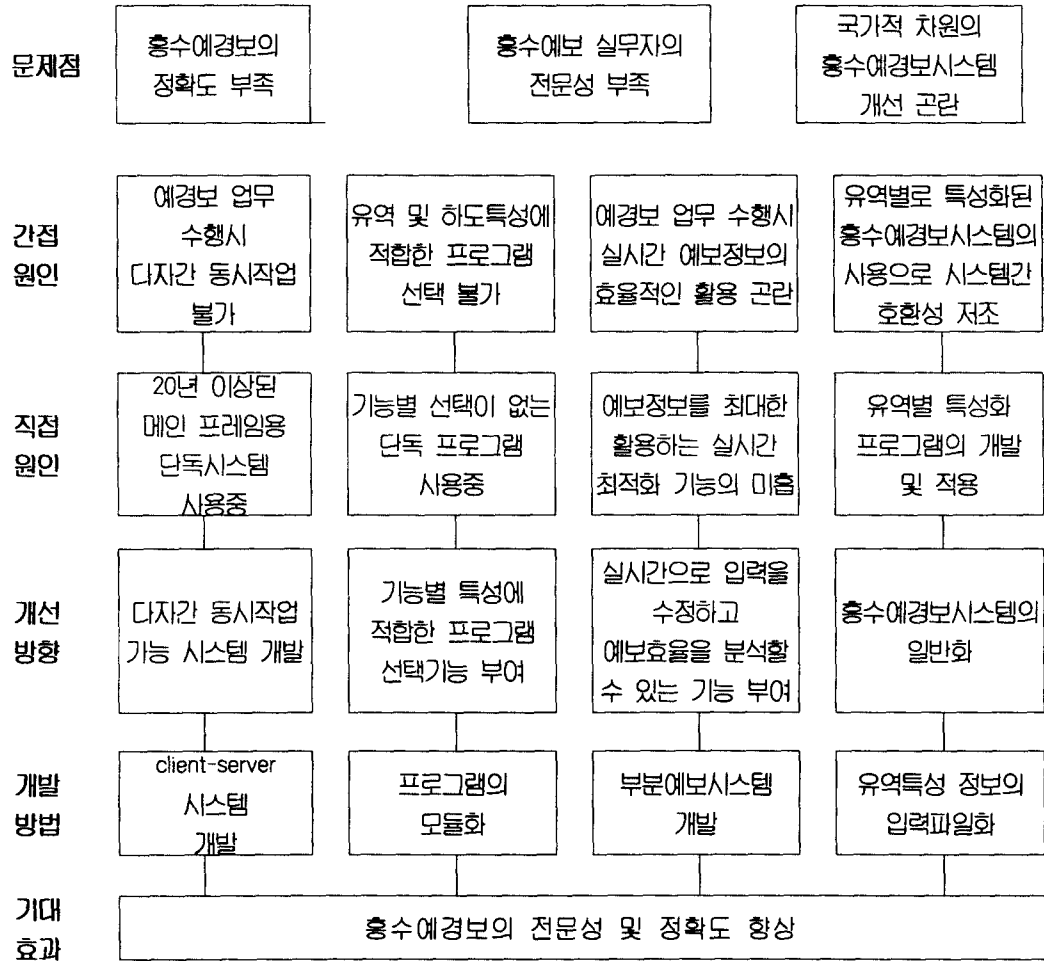 문제점
홍수예경보의
정확도 부족
홍수예보 실무자의
전문성 부족
국가적 차원의
홍수예경보시스템
개선 곤란
간접
원인
예경보 업무
수행시
다자간 동시작업
불가
유역 및 하도특성에
적합한 프로그램
선택 불가
예경보 업무 수행시
실시간 예보정보의
효율적인 활용 곤란
유역별로 특성화된
홍수예경보시스템의
사용으로 시스템간
호환성 저조
직접
원인
20년 이상된
메인 프레임용
단독시스템
사용중
기능별 선택이 없는
단독 프로그램
사용중
예보정보를 최대한
활용하는 실시간
최적화 기능의 미흡
유역별 특성화
프로그램의 개발
및 적용
개선
방향
다자간 동시작업
가능 시스템 개발
기능별 특성에
적합한 프로그램
선택기능 부여
실시간으로 입력을
수정하고
예보효율을 분석할
수 있는 기능 부여
홍수예경보시스템의
일반화
개발
방법
client-server
시스템
개발
프로그램의
모듈화
부분예보시스템
개발
유역특성 정보의
입력파일화
기대
효과
홍수예경보의 전문성 및 정확도 향상